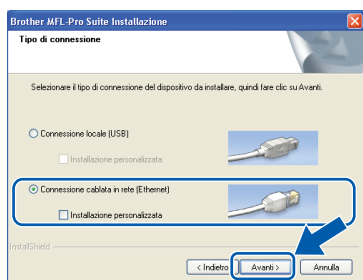 Brother MFL-Pro Suite Installazione
Tipo di connessione
Selezionare il tipo di connessione del dispositivo da installare, quindi fare clic su Avanti.
Connessione locale (USB)
Installazione personalizzata
Connessione cablata in rete (Ethernet)
Installazione personalizzata
InstallShield
< Indietro
Avanti >
Annulla